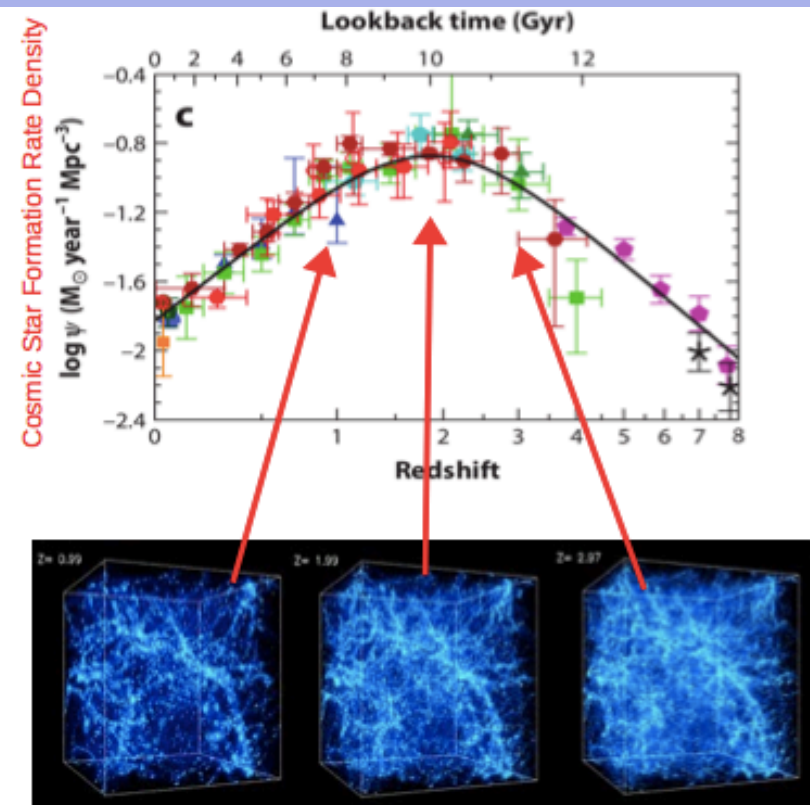 Lookback time (Gyr)
0 2 4 6 8 10 12
Cosmic Star Formation Rate Density
log ψ (M⊙ year⁻¹ Mpc⁻³)
C
−0.4
−0.8
−1.2
−1.6
−2
−2.4
0 1 2 3 4 5 6 7 8
Redshift
Z= 0.99
Z= 1.99
Z= 2.97